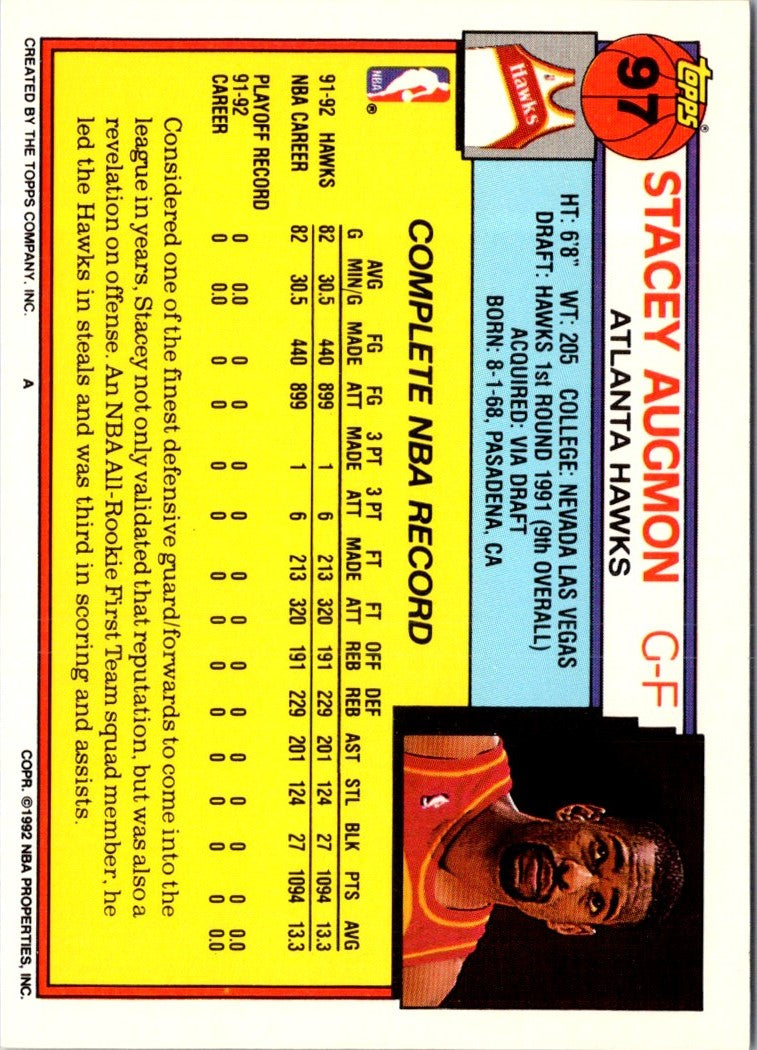 topps®
97
STACEY AUGMON G-F
ATLANTA HAWKS
Hawks
HT: 6'8" WT: 205 COLLEGE: NEVADA LAS VEGAS
DRAFT: HAWKS 1st ROUND 1991 (9th OVERALL)
ACQUIRED: VIA DRAFT
BORN: 8-1-68, PASADENA, CA
NBA®
COMPLETE NBA RECORD
AVG FG FG 3 PT 3 PT FT FT OFF DEF
G MIN/G MADE ATT MADE ATT MADE ATT REB REB AST STL BLK PTS AVG
91-92 HAWKS 82 30.5 440 899 1 6 213 320 191 229 201 124 27 1094 13.3
NBA CAREER 82 30.5 440 899 1 6 213 320 191 229 201 124 27 1094 13.3
PLAYOFF RECORD
91-92 0 0.0 0 0 0 0 0 0 0 0 0 0 0 0 0.0
CAREER 0 0.0 0 0 0 0 0 0 0 0 0 0 0 0 0.0
Considered one of the finest defensive guard/forwards to come into the
league in years, Stacey not only validated that reputation, but was also a
revelation on offense. An NBA All-Rookie First Team squad member, he
led the Hawks in steals and was third in scoring and assists.
CREATED BY THE TOPPS COMPANY, INC. A COPR. ©1992 NBA PROPERTIES, INC.